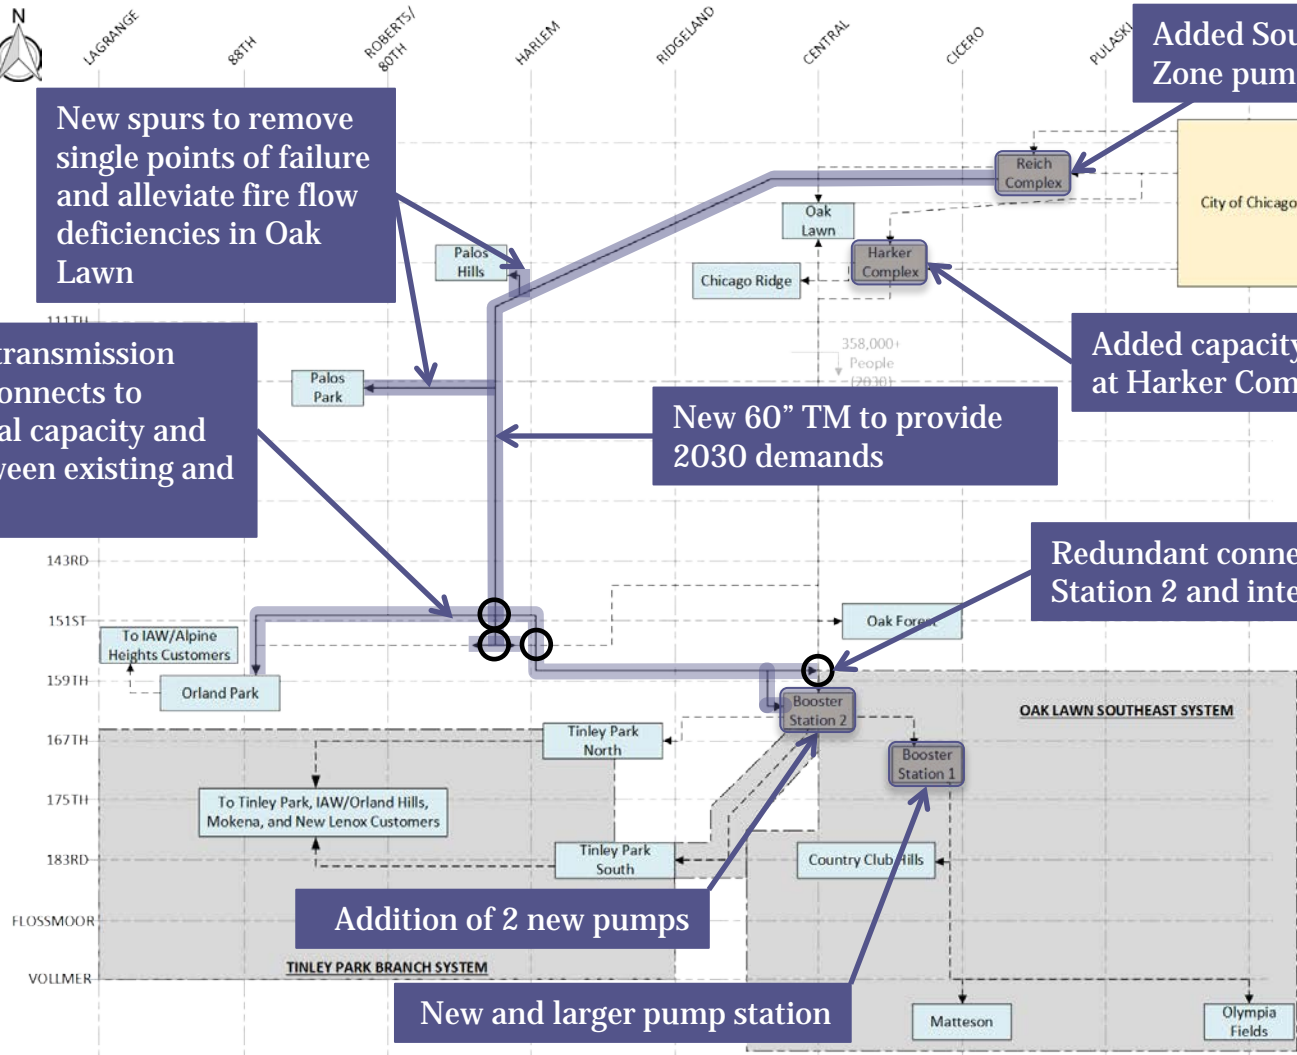 N
LAGRANGE
88TH
ROBERTS/
80TH
HARLEM
RIDGELAND
CENTRAL
CICERO
PULASKI
Added Sou
Zone pum
New spurs to remove
single points of failure
and alleviate fire flow
deficiencies in Oak
Lawn
Reich
Complex
City of Chicago
Oak
Lawn
Palos
Hills
Harker
Complex
Chicago Ridge
111TH
transmission
onnects to
al capacity and
ween existing and
358,000+
People
(2030)
Added capacity
at Harker Com
Palos
Park
New 60” TM to provide
2030 demands
143RD
Redundant conne
Station 2 and inte
151ST
Oak Forest
To IAW/Alpine
Heights Customers
159TH
Orland Park
Booster
Station 2
OAK LAWN SOUTHEAST SYSTEM
167TH
Tinley Park
North
Booster
Station 1
175TH
To Tinley Park, IAW/Orland Hills,
Mokena, and New Lenox Customers
183RD
Tinley Park
South
Country Club Hills
Addition of 2 new pumps
FLOSSMOOR
TINLEY PARK BRANCH SYSTEM
VOLLMER
New and larger pump station
Matteson
Olympia
Fields